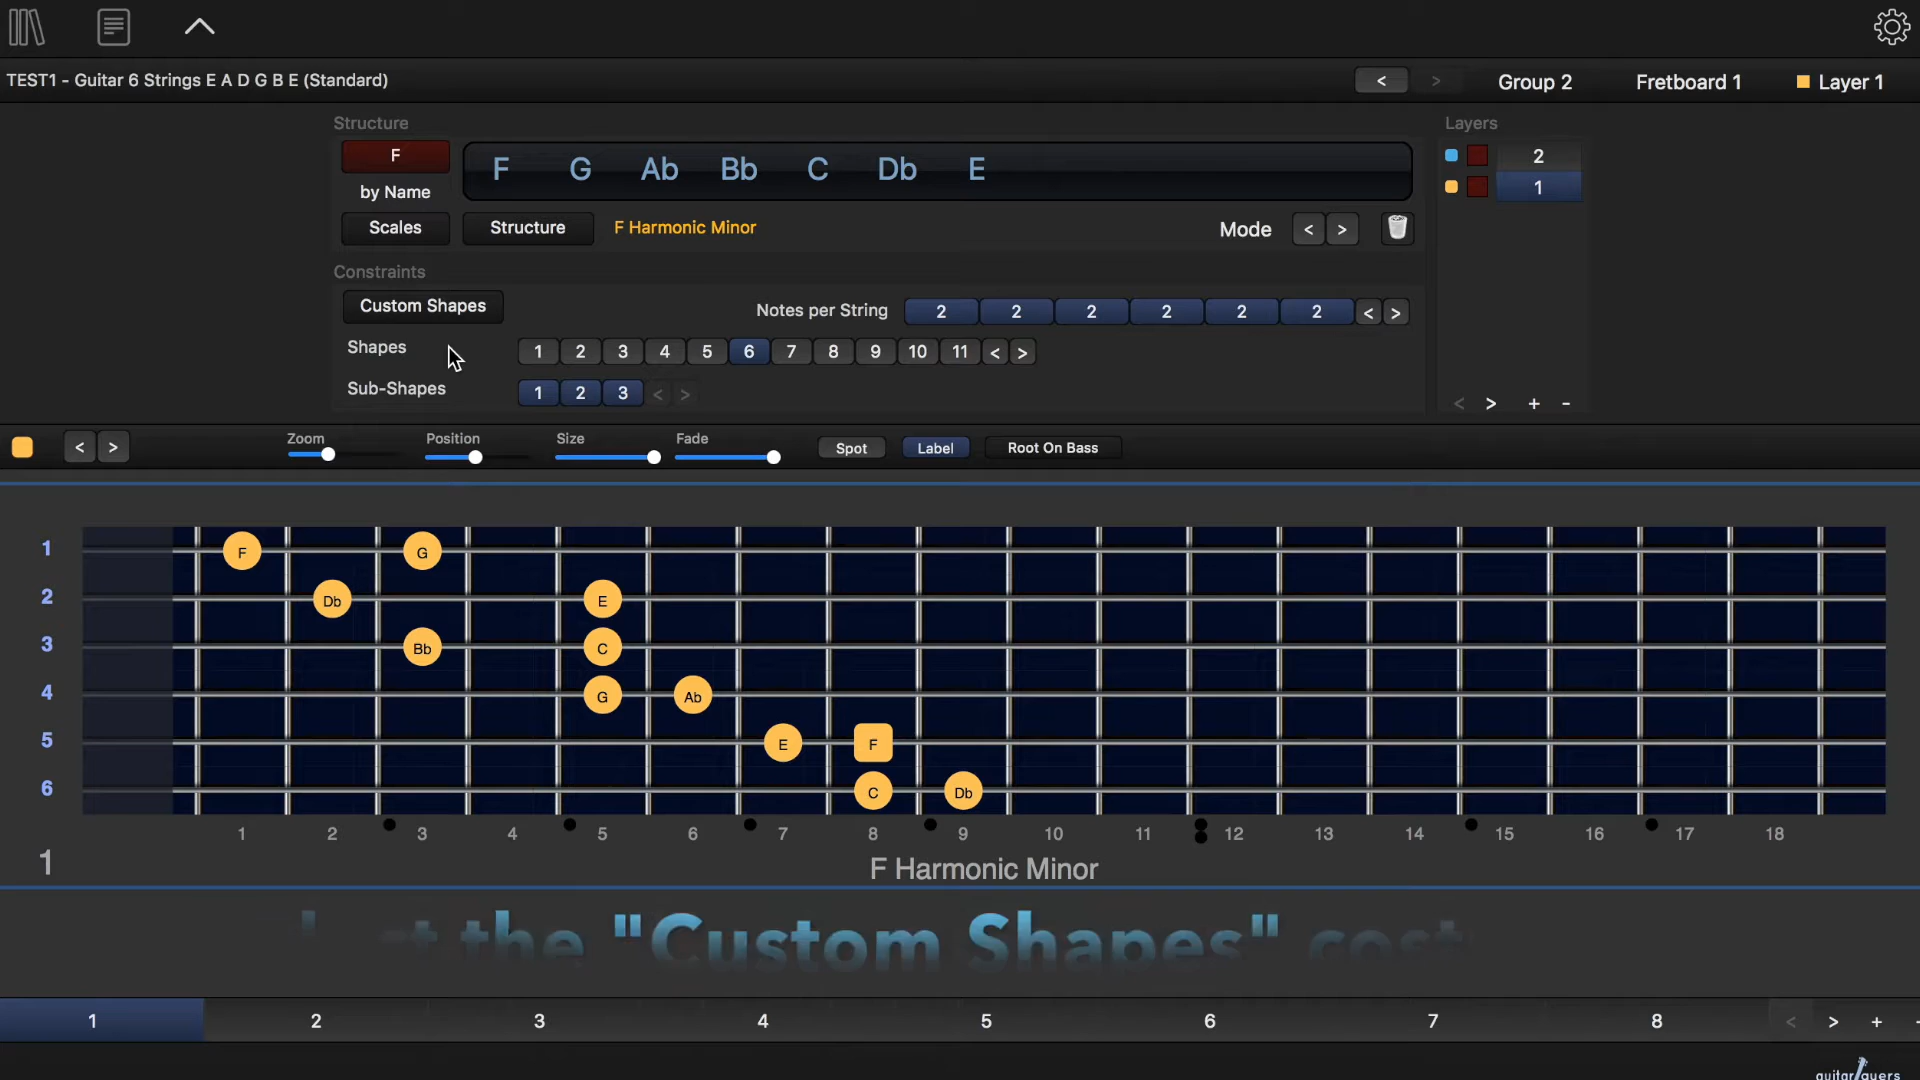 TEST1 - Guitar 6 Strings E A D G B E (Standard)
< > Group 2 Fretboard 1 Layer 1
Structure
Layers
F
F G Ab Bb C Db E
2
by Name
1
Scales Structure F Harmonic Minor Mode < >
Constraints
Custom Shapes Notes per String 2 2 2 2 2 2 < >
Shapes 1 2 3 4 5 6 7 8 9 10 11 < >
Sub-Shapes 1 2 3 < >
< > + -
< > Zoom Position Size Fade Spot Label Root On Bass
1 F G
2 Db E
3 Bb C
4 G Ab
5 E F
6 C Db
1 2 3 4 5 6 7 8 9 10 11 12 13 14 15 16 17 18
1 F Harmonic Minor
the "Custom Shapes"
1 2 3 4 5 6 7 8 < > + -